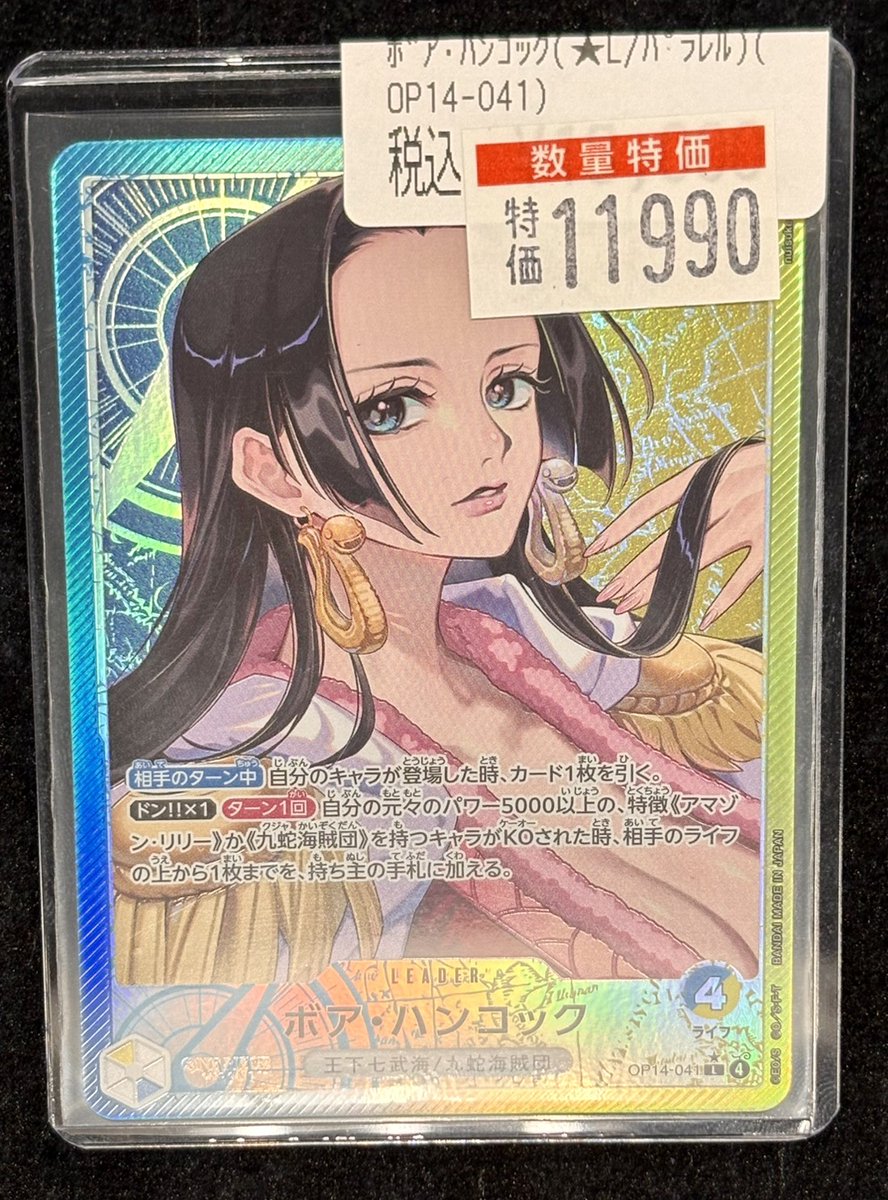 ボア・ハンコック(★L/パラレル)(
OP14-041)
税込
数量特価
特価 11990
相手のターン中 自分のキャラが登場した時、カード1枚を引く。
ドン!!×1 ターン1回 自分の元々のパワー5000以上の、特徴《アマゾ
ン・リリー》か《九蛇海賊団》を持つキャラがKOされた時、相手のライフ
の上から1枚までを、持ち主の手札に加える。
LEADER
ボア・ハンコック
王下七武海/九蛇海賊団
4
ライフ
OP14-041 L 4
BANDAI MADE IN JAPAN